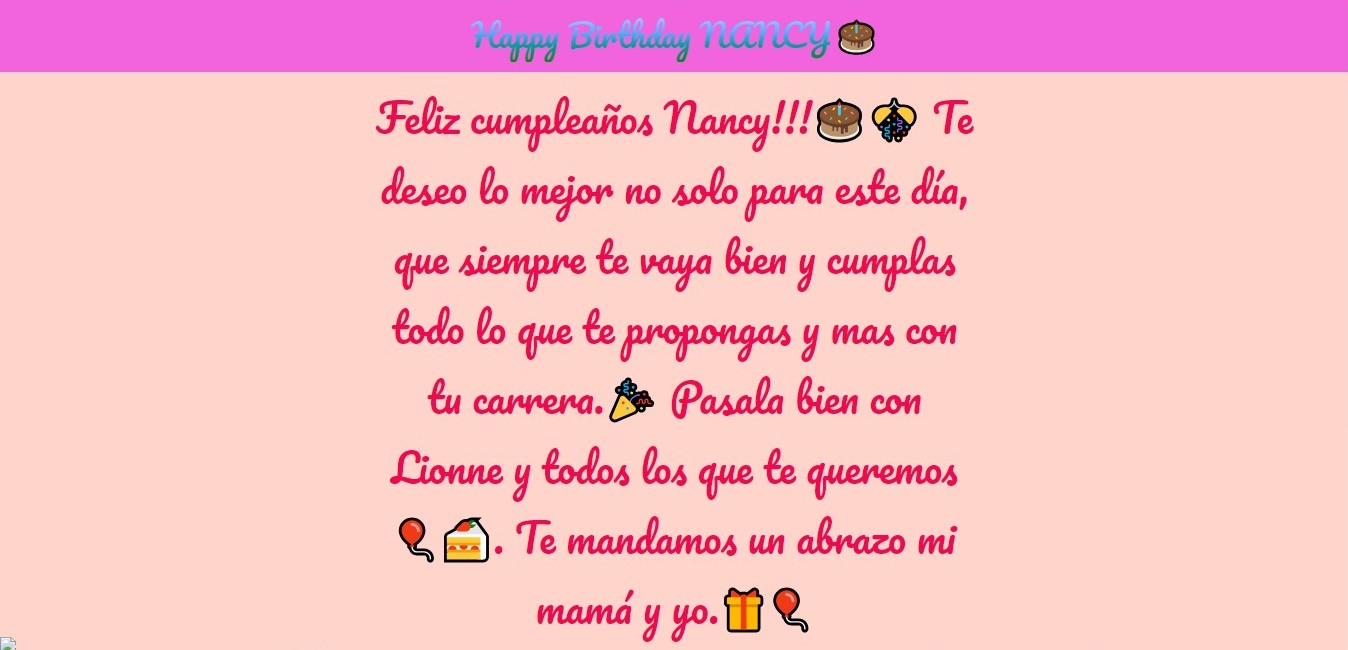 Happy Birthday NANCY🎂
Feliz cumpleaños Nancy!!!🎂🎊 Te
deseo lo mejor no solo para este día,
que siempre te vaya bien y cumplas
todo lo que te propongas y mas con
tu carrera.🎉 Pasala bien con
Lionne y todos los que te queremos
🎈🍰. Te mandamos un abrazo mi
mamá y yo.🎁🎈